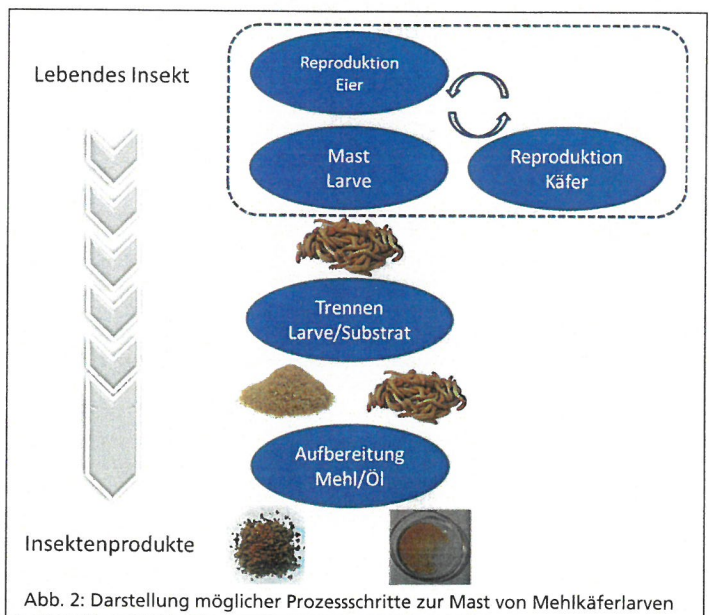 Lebendes Insekt
Reproduktion
Eier
Mast
Larve
Reproduktion
Käfer
Trennen
Larve/Substrat
Aufbereitung
Mehl/Öl
Insektenprodukte
Abb. 2: Darstellung möglicher Prozessschritte zur Mast von Mehlkäferlarven